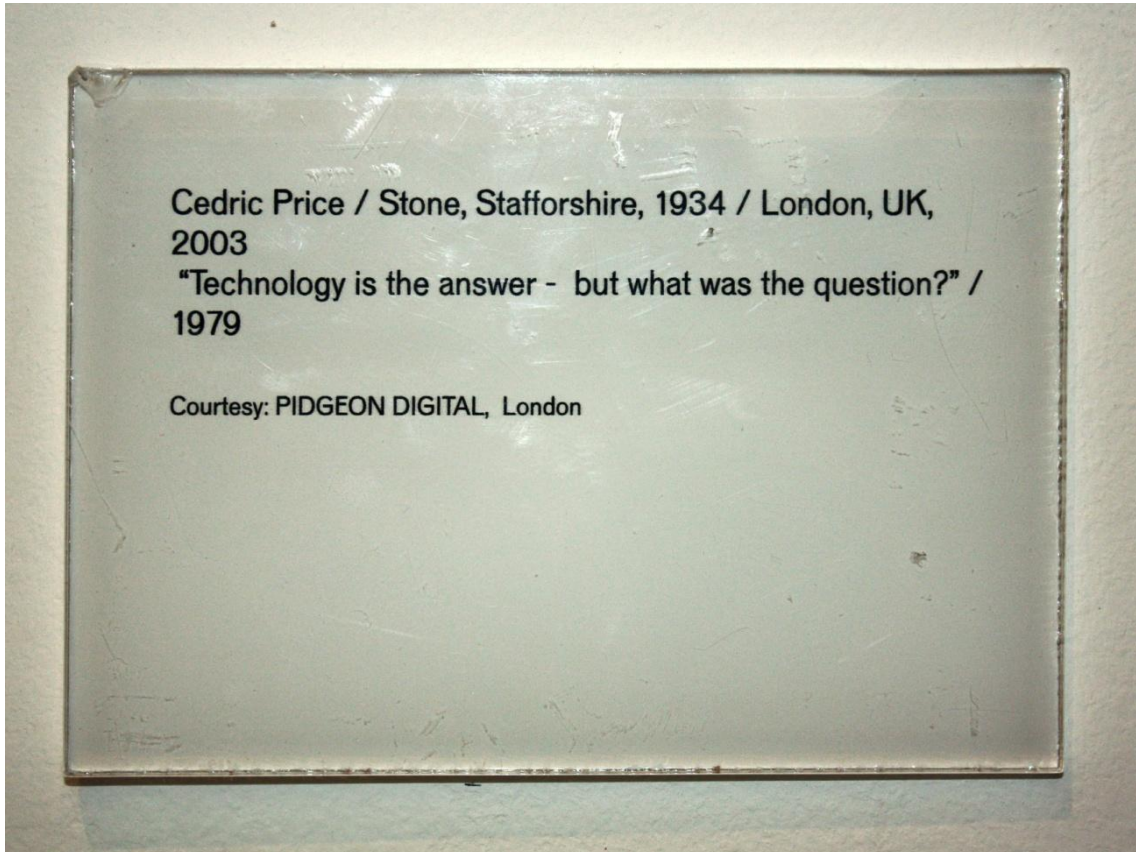 Cedric Price / Stone, Scafforshire, 1934 / London, UK,
2003
“Technology is the answer - but what was the question?” /
1979
Courtesy: PIDGEON DIGITAL, London